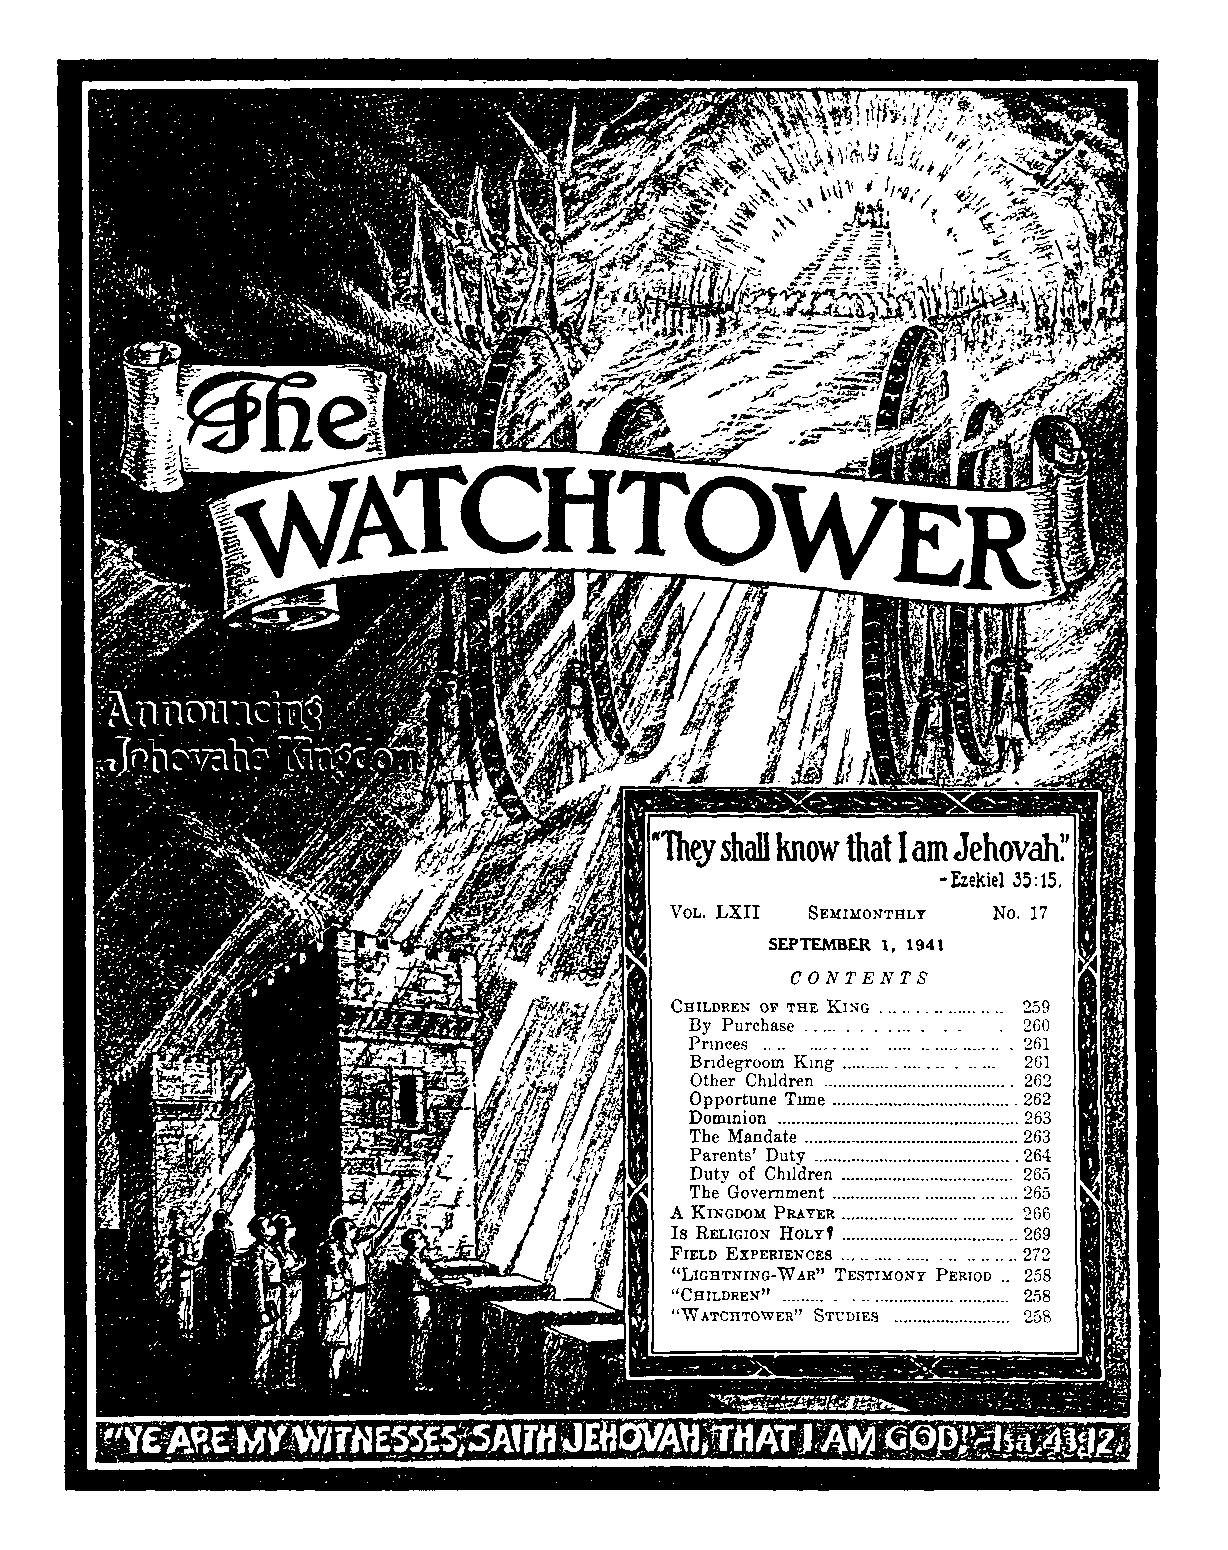 The
WATCHTOWER
Announcing
Jehovah's Kingdom
"They shall know that I am Jehovah."
-Ezekiel 35:15.
VOL. LXII SEMIMONTHLY No. 17
SEPTEMBER 1, 1941
CONTENTS
CHILDREN OF THE KING 259
By Purchase 260
Princes 261
Bridegroom King 261
Other Children 262
Opportune Time 262
Dominion 263
The Mandate 263
Parents' Duty 264
Duty of Children 265
The Government 265
A KINGDOM PRAYER 266
IS RELIGION HOLY? 269
FIELD EXPERIENCES 272
"LIGHTNING-WAR" TESTIMONY PERIOD 258
"CHILDREN" 258
"WATCHTOWER" STUDIES 258
"YE ARE MY WITNESSES, SAITH JEHOVAH, THAT I AM GOD."-Isa. 43:12.